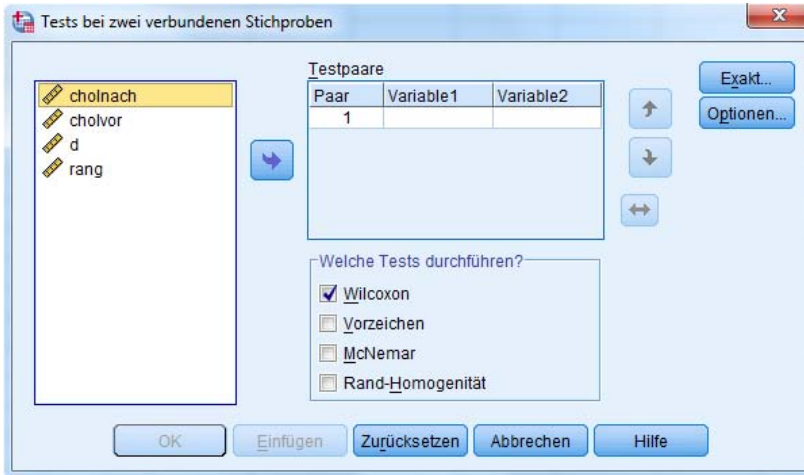 Tests bei zwei verbundenen Stichproben
cholnach
cholvor
d
rang
Testpaare
Paar Variable1 Variable2
1
Exakt...
Optionen...
Welche Tests durchführen?
Wilcoxon
Vorzeichen
McNemar
Rand-Homogenität
OK Einfügen Zurücksetzen Abbrechen Hilfe